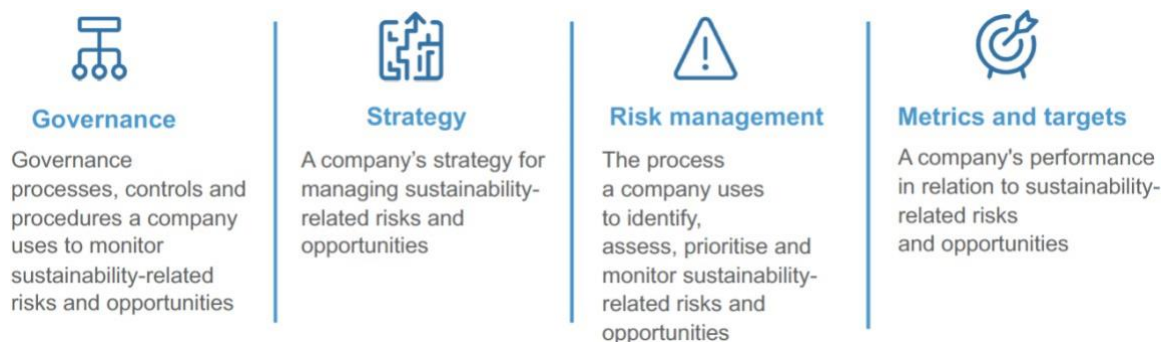 Governance
Governance
processes, controls and
procedures a company
uses to monitor
sustainability-related
risks and opportunities
Strategy
A company's strategy for
managing sustainability-
related risks and
opportunities
Risk management
The process
a company uses
to identify,
assess, prioritise and
monitor sustainability-
related risks and
opportunities
Metrics and targets
A company's performance
in relation to sustainability-
related risks
and opportunities